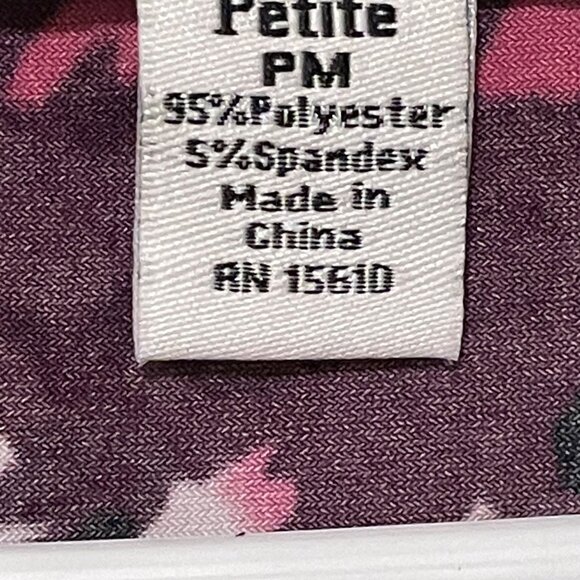 Petite
PM
95%Polyester
5%Spandex
Made in
China
RN 15610